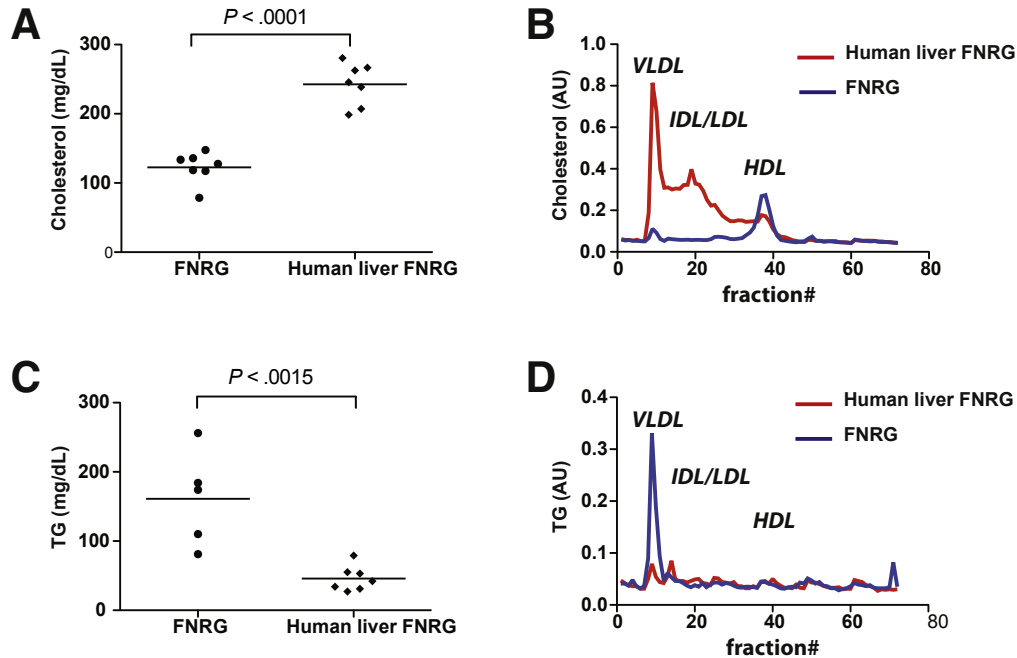 A
P < .0001
Cholesterol (mg/dL)
300
200
100
0
FNRG
Human liver FNRG
B
Cholesterol (AU)
1.0
0.8
0.6
0.4
0.2
0.0
0
20
40
60
80
fraction#
VLDL
IDL/LDL
HDL
Human liver FNRG
FNRG
C
P < .0015
TG (mg/dL)
300
200
100
0
FNRG
Human liver FNRG
D
TG (AU)
0.4
0.3
0.2
0.1
0.0
0
20
40
60
80
fraction#
VLDL
IDL/LDL
HDL
Human liver FNRG
FNRG